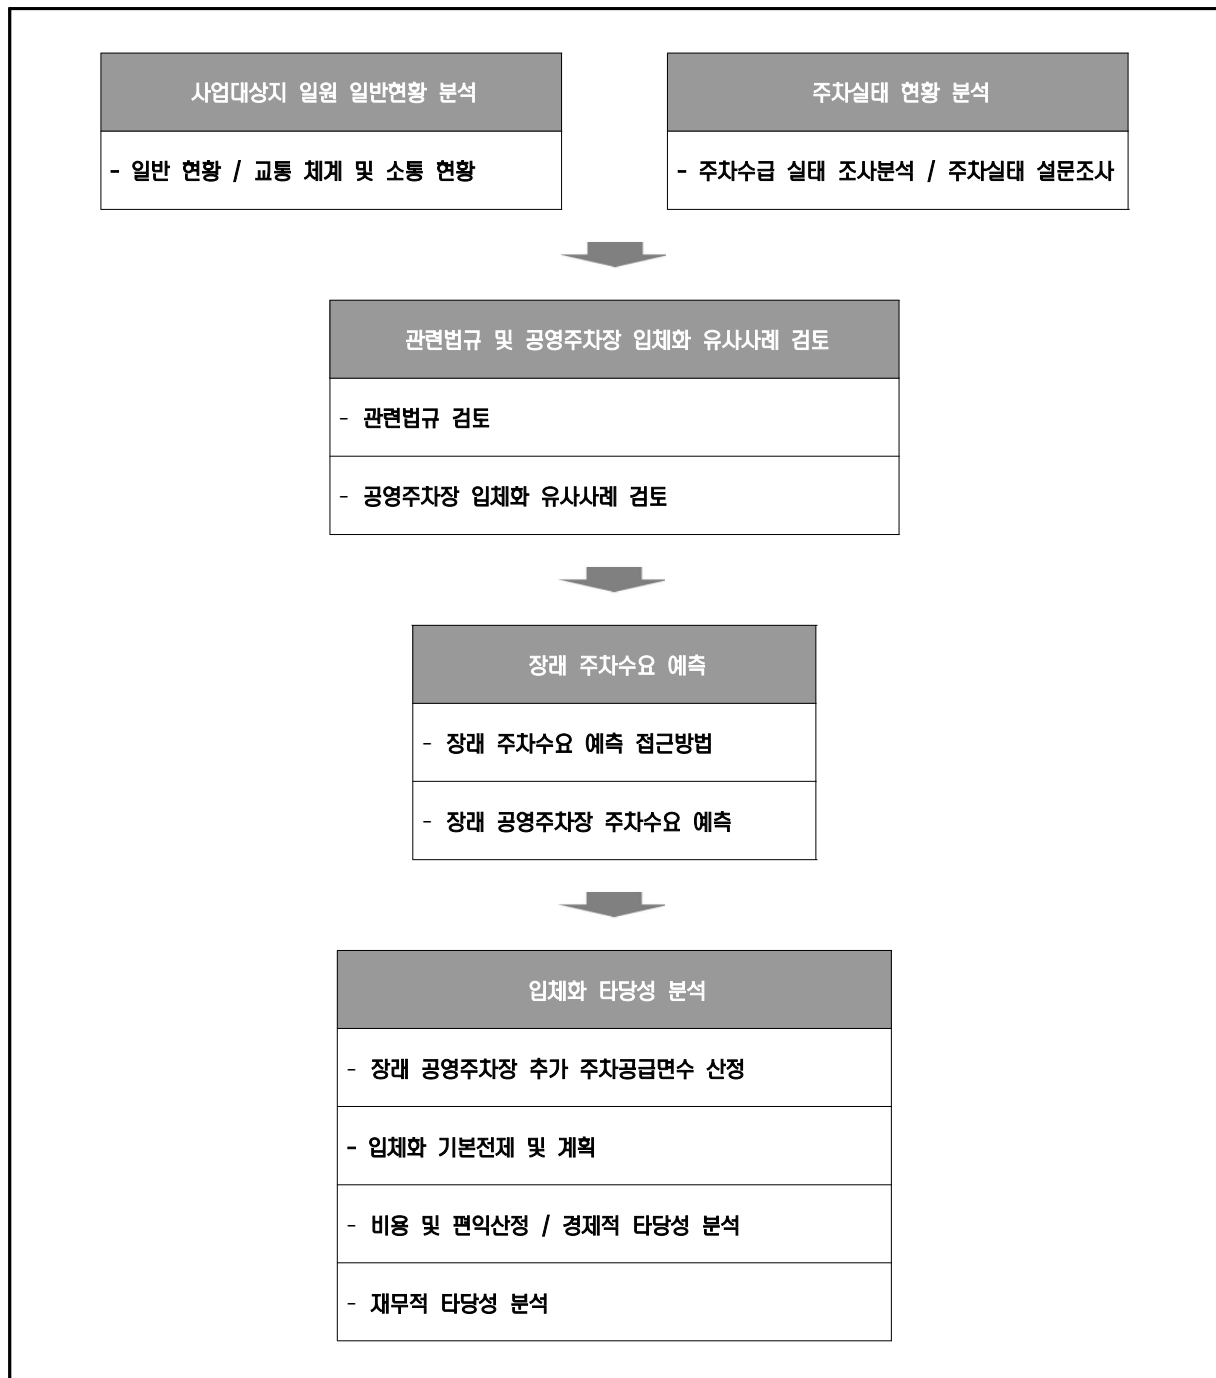 사업대상지 일원 일반현황 분석
- 일반 현황 / 교통 체계 및 소통 현황
주차실태 현황 분석
- 주차수급 실태 조사분석 / 주차실태 설문조사
관련법규 및 공영주차장 입체화 유사사례 검토
- 관련법규 검토
- 공영주차장 입체화 유사사례 검토
장래 주차수요 예측
- 장래 주차수요 예측 접근방법
- 장래 공영주차장 주차수요 예측
입체화 타당성 분석
- 장래 공영주차장 추가 주차공급면수 산정
- 입체화 기본전제 및 계획
- 비용 및 편익산정 / 경제적 타당성 분석
- 재무적 타당성 분석